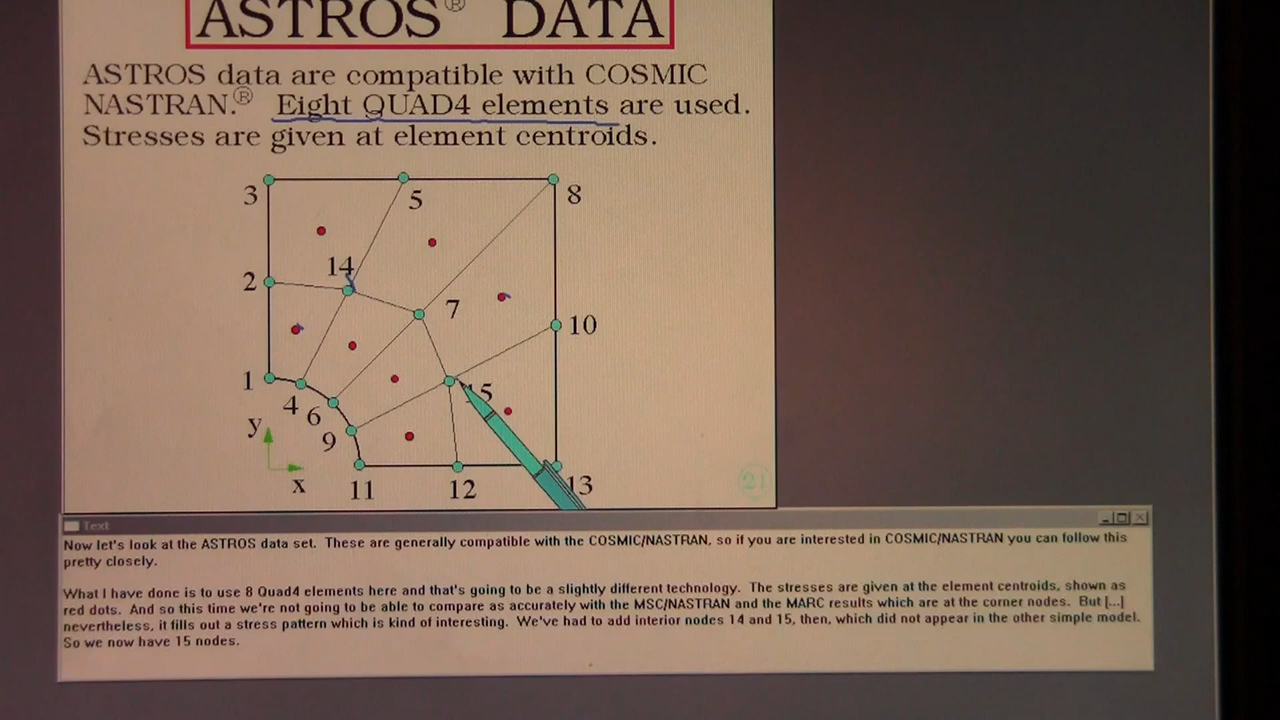 ASTROS® DATA
ASTROS data are compatible with COSMIC
NASTRAN.® Eight QUAD4 elements are used.
Stresses are given at element centroids.
3
5
8
14
2
7
10
1
4
6
15
9
y
x
11
12
13
21
Text
Now let's look at the ASTROS data set. These are generally compatible with the COSMIC/NASTRAN, so if you are interested in COSMIC/NASTRAN you can follow this
pretty closely.
What I have done is to use 8 Quad4 elements here and that's going to be a slightly different technology. The stresses are given at the element centroids, shown as
red dots. And so this time we're not going to be able to compare as accurately with the MSC/NASTRAN and the MARC results which are at the corner nodes. But [...]
nevertheless, it fills out a stress pattern which is kind of interesting. We've had to add interior nodes 14 and 15, then, which did not appear in the other simple model.
So we now have 15 nodes.